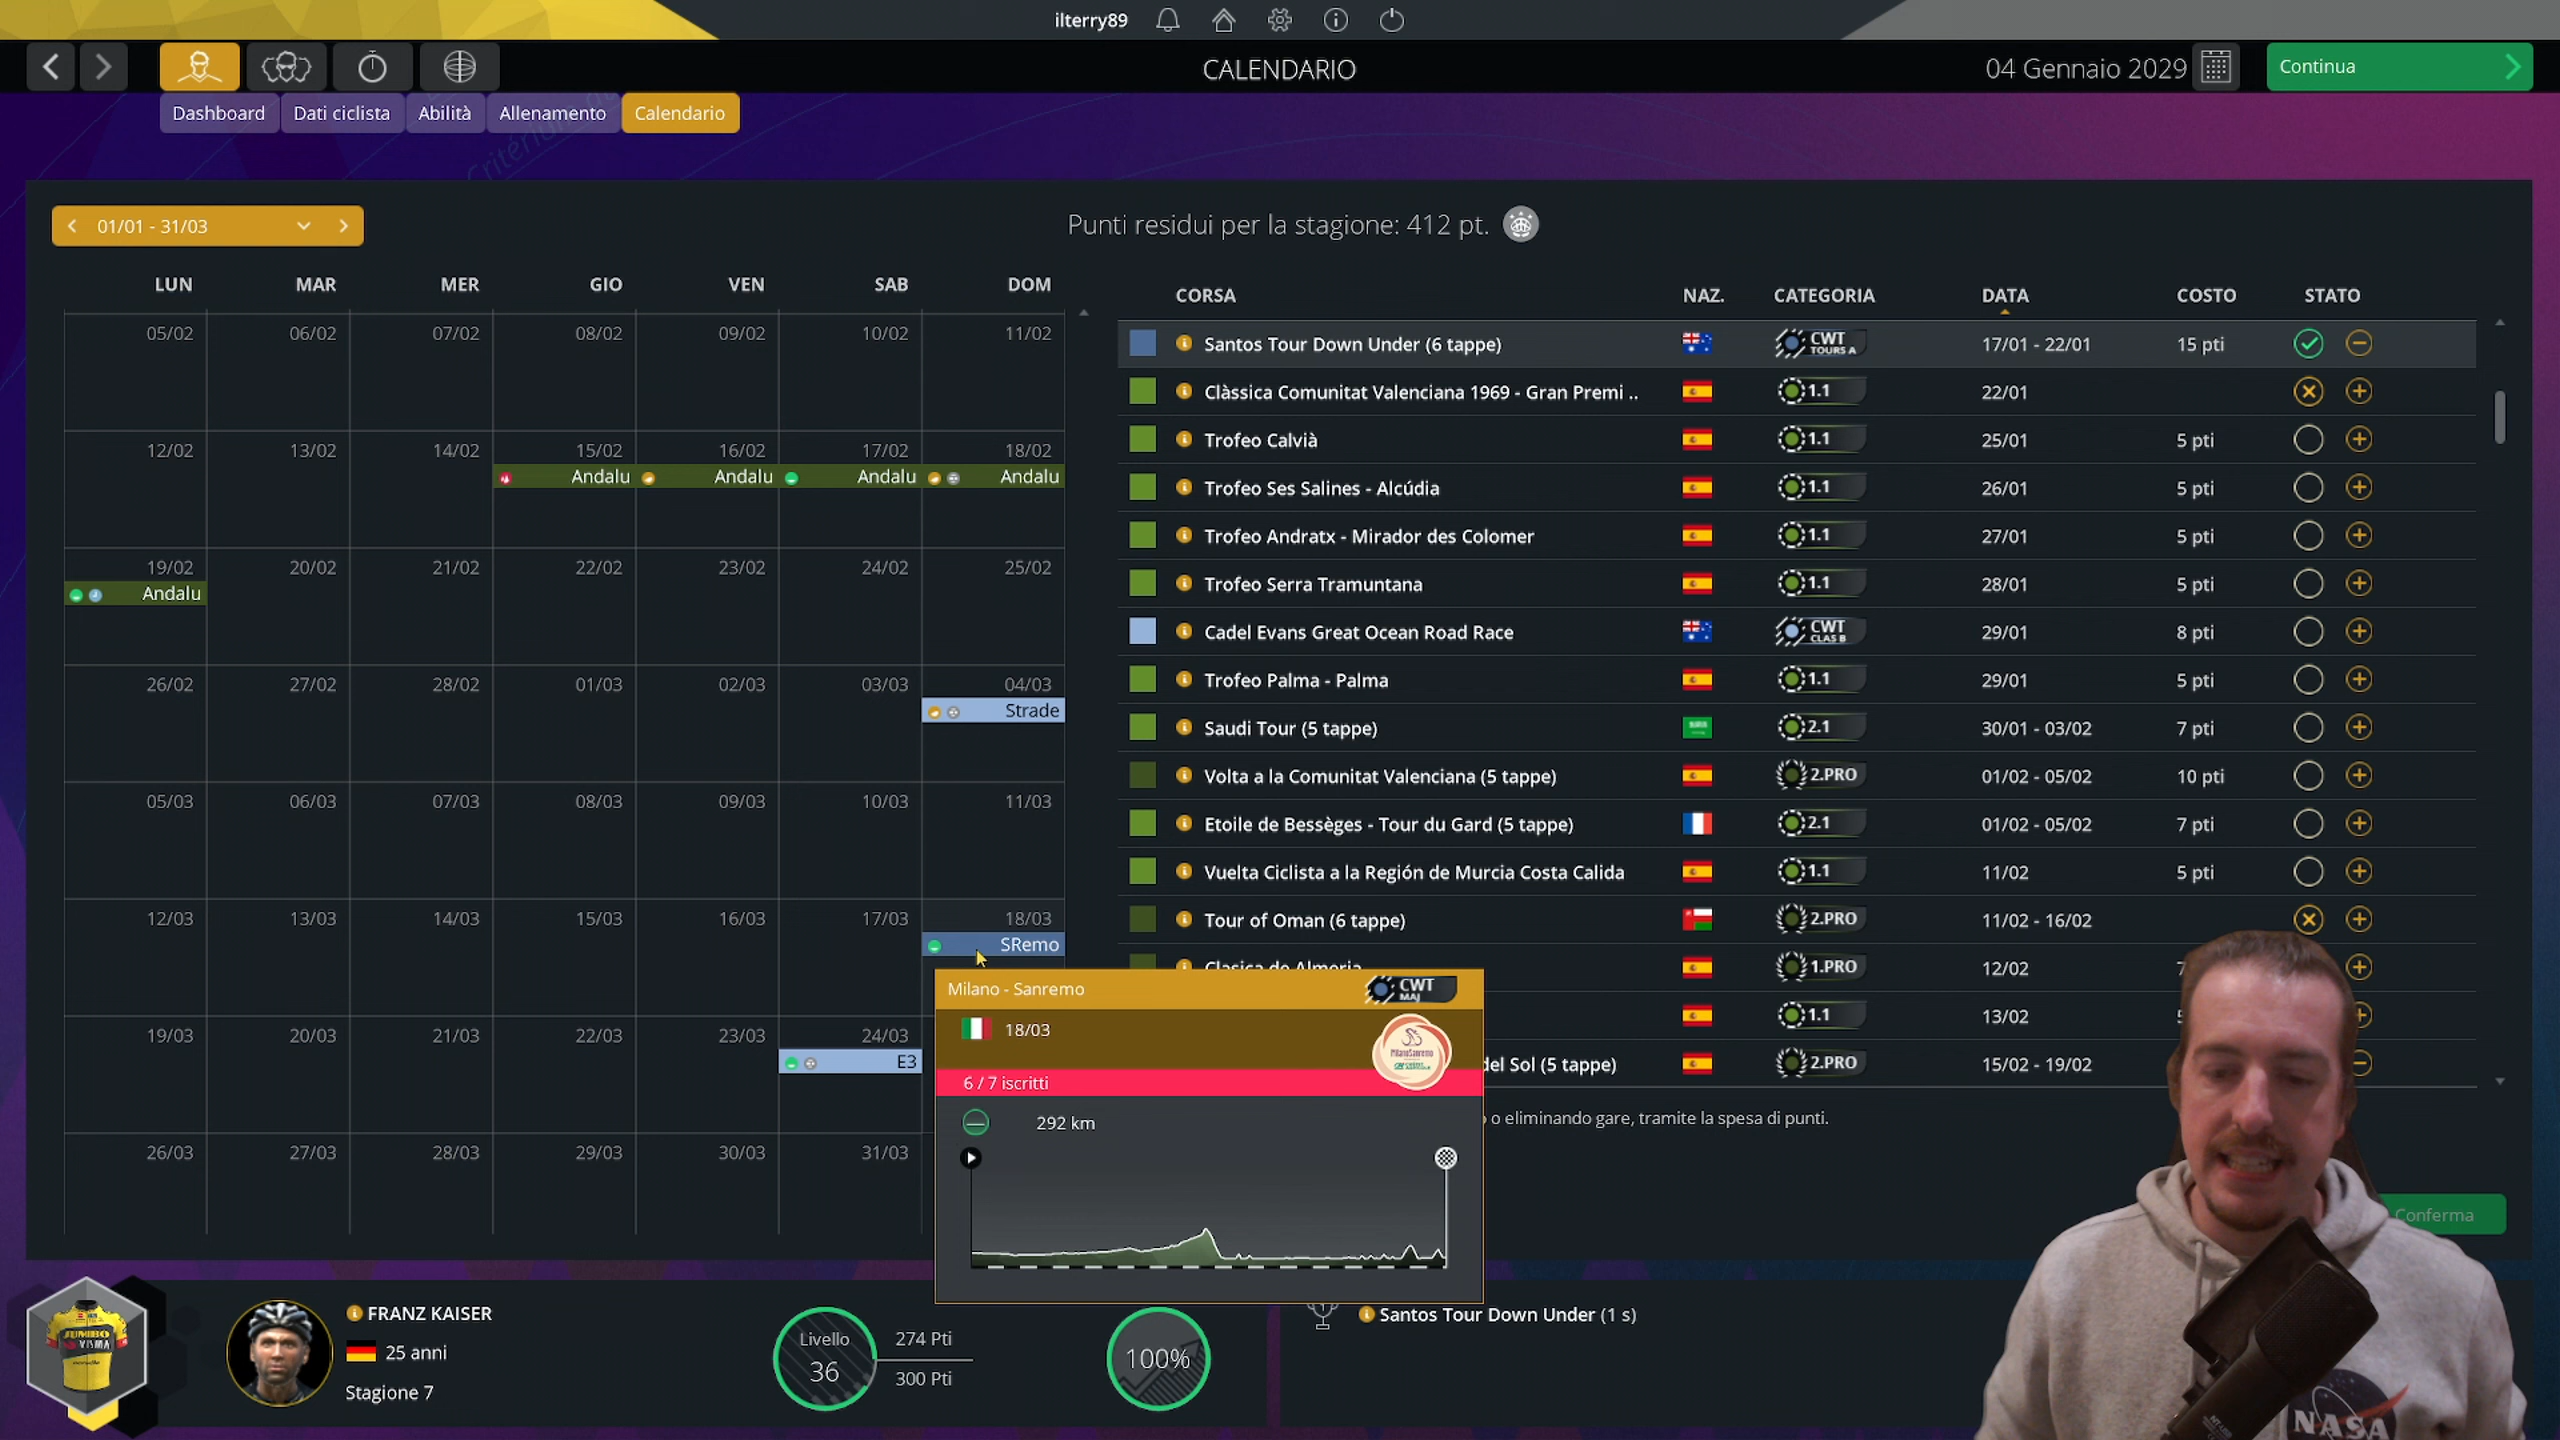 ilterry89
CALENDARIO
04 Gennaio 2029
Continua
Dashboard
Dati ciclista
Abilità
Allenamento
Calendario
01/01 - 31/03
Punti residui per la stagione: 412 pt.
LUN MAR MER GIO VEN SAB DOM
05/02 06/02 07/02 08/02 09/02 10/02 11/02
12/02 13/02 14/02 15/02 16/02 17/02 18/02
Andalu Andalu Andalu Andalu
19/02 20/02 21/02 22/02 23/02 24/02 25/02
Andalu
26/02 27/02 28/02 01/03 02/03 03/03 04/03
Strade
05/03 06/03 07/03 08/03 09/03 10/03 11/03
12/03 13/03 14/03 15/03 16/03 17/03 18/03
SRemo
19/03 20/03 21/03 22/03 23/03 24/03
E3
26/03 27/03 28/03 29/03 30/03 31/03
CORSA NAZ. CATEGORIA DATA COSTO STATO
Santos Tour Down Under (6 tappe) CWT TOURS A 17/01 - 22/01 15 pti
Clàssica Comunitat Valenciana 1969 - Gran Premi .. 1.1 22/01
Trofeo Calvià 1.1 25/01 5 pti
Trofeo Ses Salines - Alcúdia 1.1 26/01 5 pti
Trofeo Andratx - Mirador des Colomer 1.1 27/01 5 pti
Trofeo Serra Tramuntana 1.1 28/01 5 pti
Cadel Evans Great Ocean Road Race CWT CLAS B 29/01 8 pti
Trofeo Palma - Palma 1.1 29/01 5 pti
Saudi Tour (5 tappe) 2.1 30/01 - 03/02 7 pti
Volta a la Comunitat Valenciana (5 tappe) 2.PRO 01/02 - 05/02 10 pti
Etoile de Bessèges - Tour du Gard (5 tappe) 2.1 01/02 - 05/02 7 pti
Vuelta Ciclista a la Región de Murcia Costa Calida 1.1 11/02 5 pti
Tour of Oman (6 tappe) 2.PRO 11/02 - 16/02
Clasica de Almeria 1.PRO 12/02 7
1.1 13/02 5
del Sol (5 tappe) 2.PRO 15/02 - 19/02
o eliminando gare, tramite la spesa di punti.
Conferma
Milano - Sanremo CWT MAJ
18/03
MilanoSanremo
6 / 7 iscritti
292 km
JUMBO
VISMA
FRANZ KAISER
25 anni
Stagione 7
Livello
36
274 Pti
300 Pti
100%
Santos Tour Down Under (1 s)
NASA